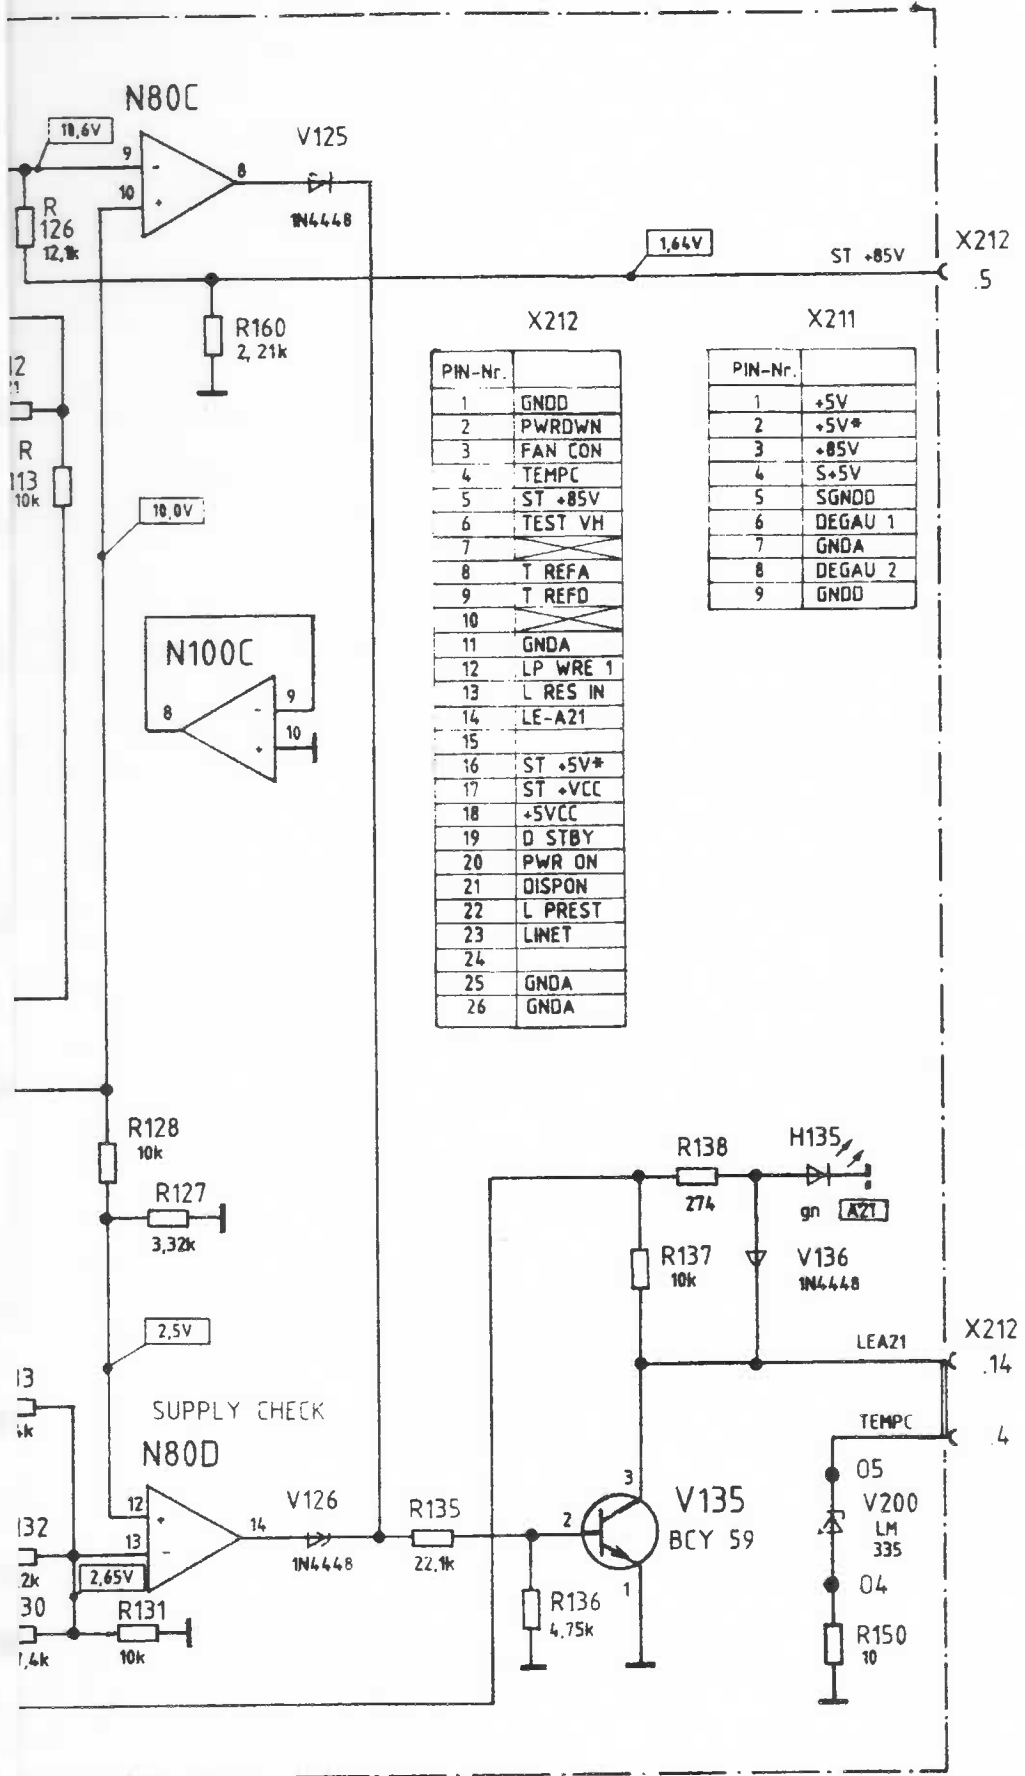 N80C
10,6V
V125
9
-
8
10
+
R
126
12,1k
1N4448
1,64V
ST +85V
X212
.5
R160
2,21k
X212
X211
PIN-Nr.
1 GNDD
2 PWRDWN
3 FAN CON
4 TEMPC
5 ST +85V
6 TEST VH
7
8 T REFA
9 T REFD
10
11 GNDA
12 LP WRE 1
13 L RES IN
14 LE-A21
15
16 ST +5V*
17 ST +VCC
18 +5VCC
19 D STBY
20 PWR ON
21 DISPON
22 L PREST
23 LINET
24
25 GNDA
26 GNDA
PIN-Nr.
1 +5V
2 +5V*
3 +85V
4 S+5V
5 SGNDD
6 DEGAU 1
7 GNDA
8 DEGAU 2
9 GNDD
12
R
113
10k
10,0V
N100C
8
-
9
+
10
R128
10k
R127
3,32k
R138
274
H135
gn A21
R137
10k
V136
1N4448
2,5V
LEA21
X212
.14
TEMPC
.4
13
4k
SUPPLY CHECK
N80D
12
+
13
-
14
V126
1N4448
R135
22,1k
2
3
1
V135
BCY 59
05
V200
LM
335
04
132
2k
2,65V
30
R131
10k
R136
4,75k
R150
10